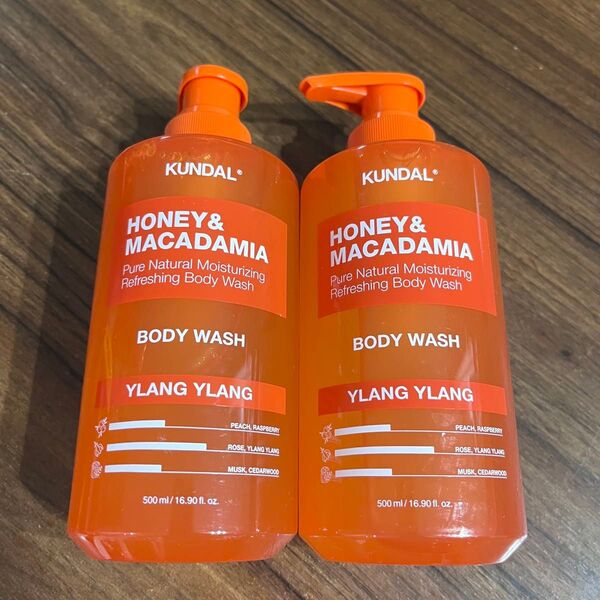 KUNDAL®
HONEY&
MACADAMIA
Pure Natural Moisturizing
Refreshing Body Wash
BODY WASH
YLANG YLANG
PEACH, RASPBERRY
ROSE, YLANG YLANG
MUSK, CEDARWOOD
500 ml / 16.90 fl. oz.
KUNDAL®
HONEY&
MACADAMIA
Pure Natural Moisturizing
Refreshing Body Wash
BODY WASH
YLANG YLANG
PEACH, RASPBERRY
ROSE, YLANG YLANG
MUSK, CEDARWOOD
500 ml / 16.90 fl. oz.